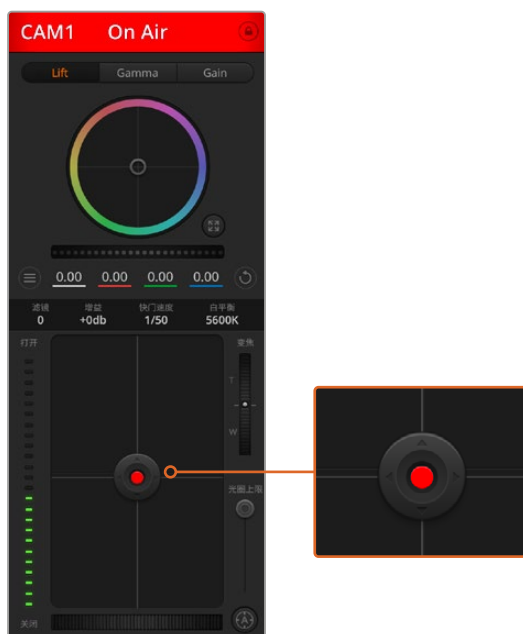 CAM1 On Air
Lift Gamma Gain
0.00 0.00 0.00 0.00
滤镜 增益 快门速度 白平衡
0 +0db 1/50 5600K
打开 变焦
T
W
光圈上限
关闭 A